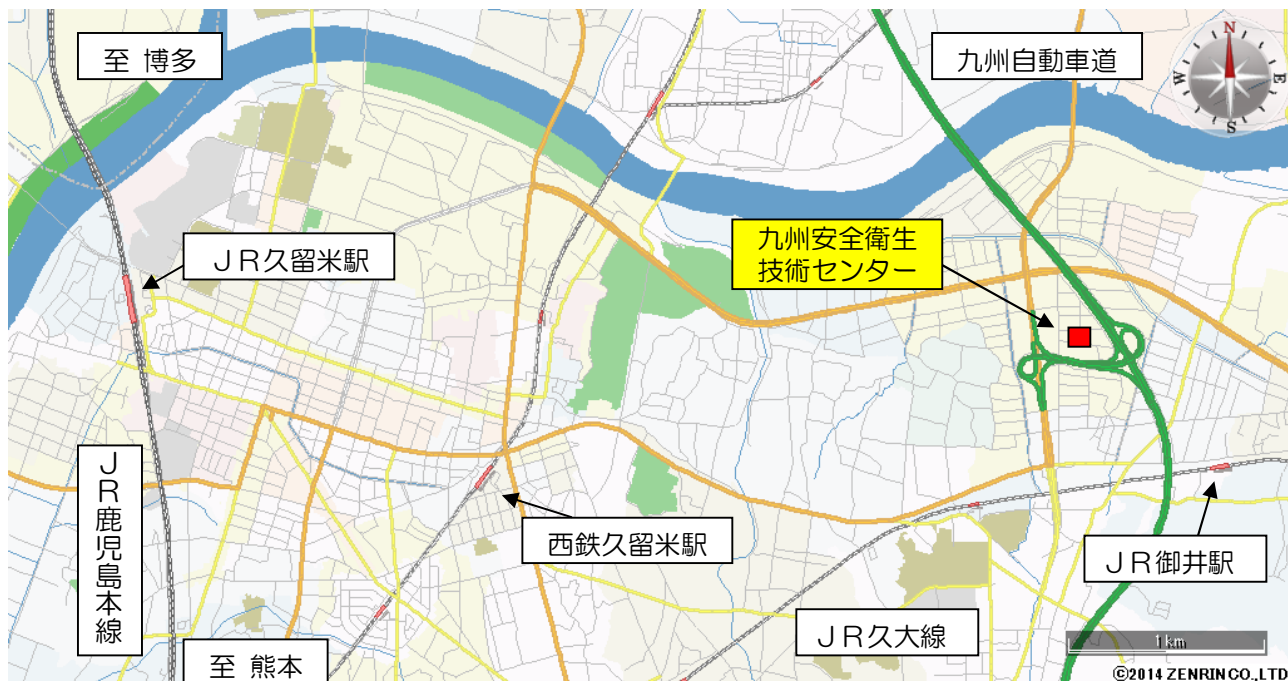 至 博多
九州自動車道
N
W
E
S
九州安全衛生
技術センター
ＪＲ久留米駅
ＪＲ鹿児島本線
西鉄久留米駅
ＪＲ御井駅
ＪＲ久大線
至 熊本
1km
©2014 ZENRIN CO.,LTD